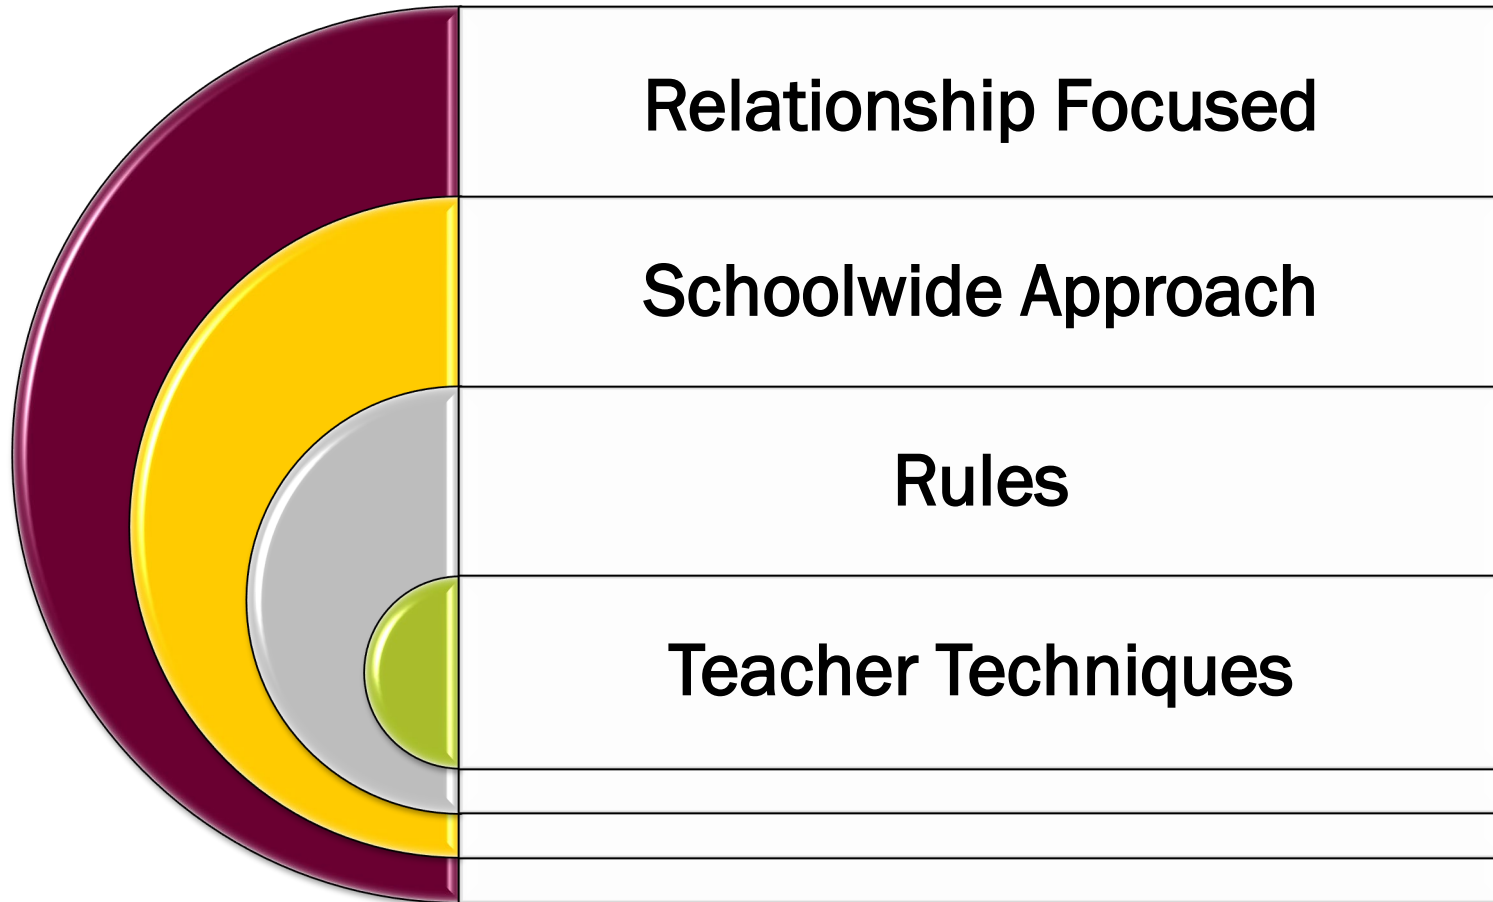 Relationship Focused
Schoolwide Approach
Rules
Teacher Techniques